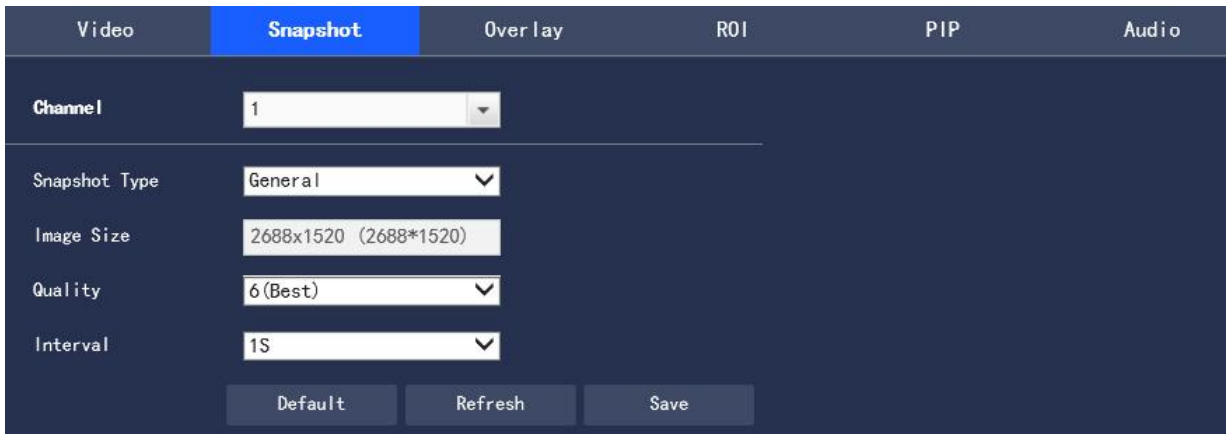 Video Snapshot Overlay ROI PIP Audio
Channel 1
Snapshot Type General
Image Size 2688x1520 (2688*1520)
Quality 6(Best)
Interval 1S
Default Refresh Save